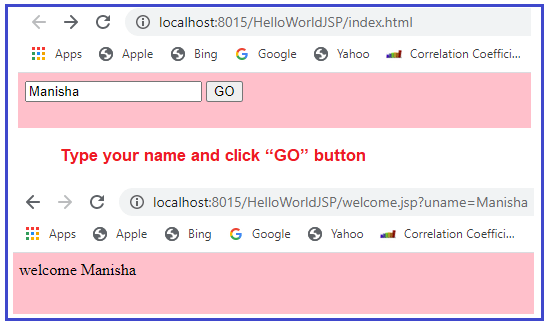 localhost:8015/HelloWorldJSP/index.html
Apps Apple Bing Google Yahoo Correlation Coeffici...
Manisha GO
Type your name and click “GO” button
localhost:8015/HelloWorldJSP/welcome.jsp?uname=Manisha
Apps Apple Bing Google Yahoo Correlation Coeffici...
welcome Manisha